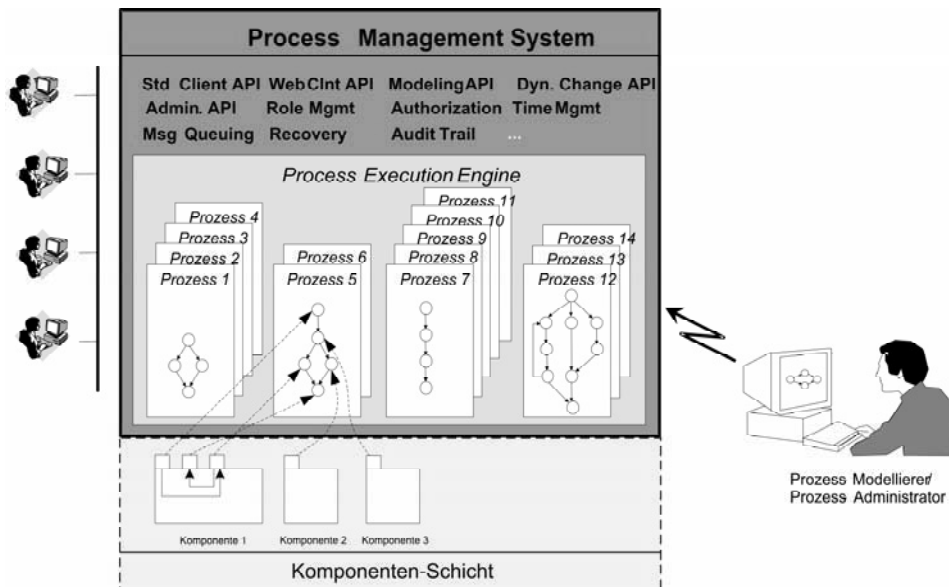 Process Management System
Std Client API Web Clnt API Modeling API Dyn. Change API
Admin. API Role Mgmt Authorization Time Mgmt
Msg Queuing Recovery Audit Trail ...
Process Execution Engine
Prozess 4
Prozess 3
Prozess 2
Prozess 1
Prozess 6
Prozess 5
Prozess 11
Prozess 10
Prozess 9
Prozess 8
Prozess 7
Prozess 14
Prozess 13
Prozess 12
Prozess Modellierer/
Prozess Administrator
Komponente 1 Komponente 2 Komponente 3
Komponenten-Schicht